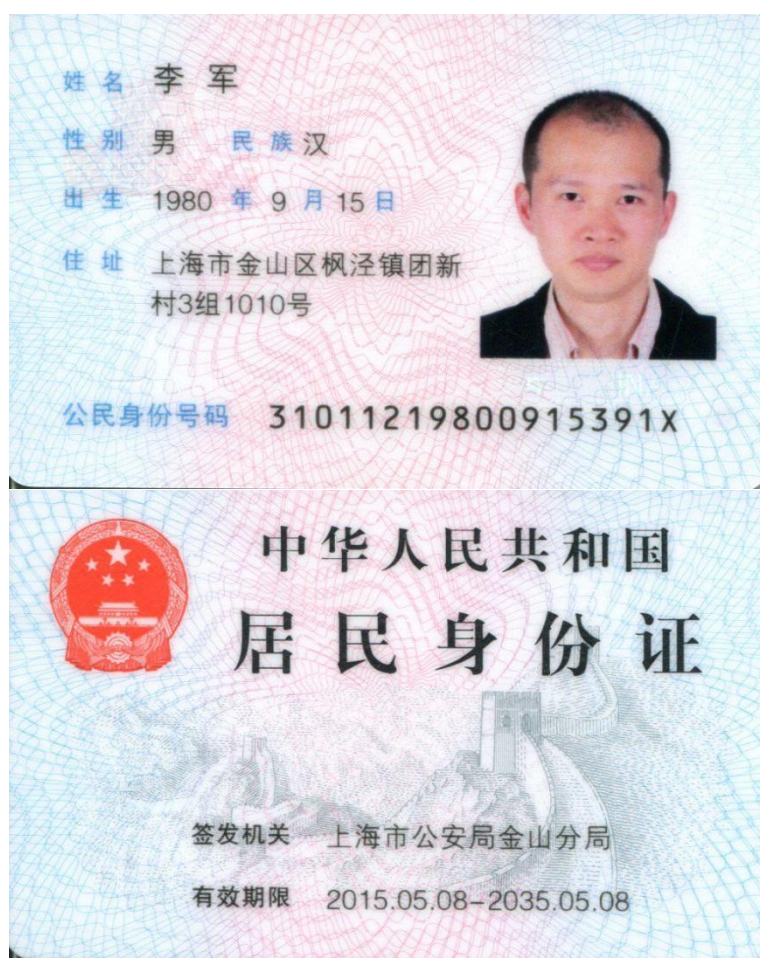 姓名 李军
性别 男 民族 汉
出生 1980 年 9 月 15 日
住址 上海市金山区枫泾镇团新
村3组1010号
公民身份号码 31011219800915391X
中华人民共和国
居民身份证
签发机关 上海市公安局金山分局
有效期限 2015.05.08-2035.05.08